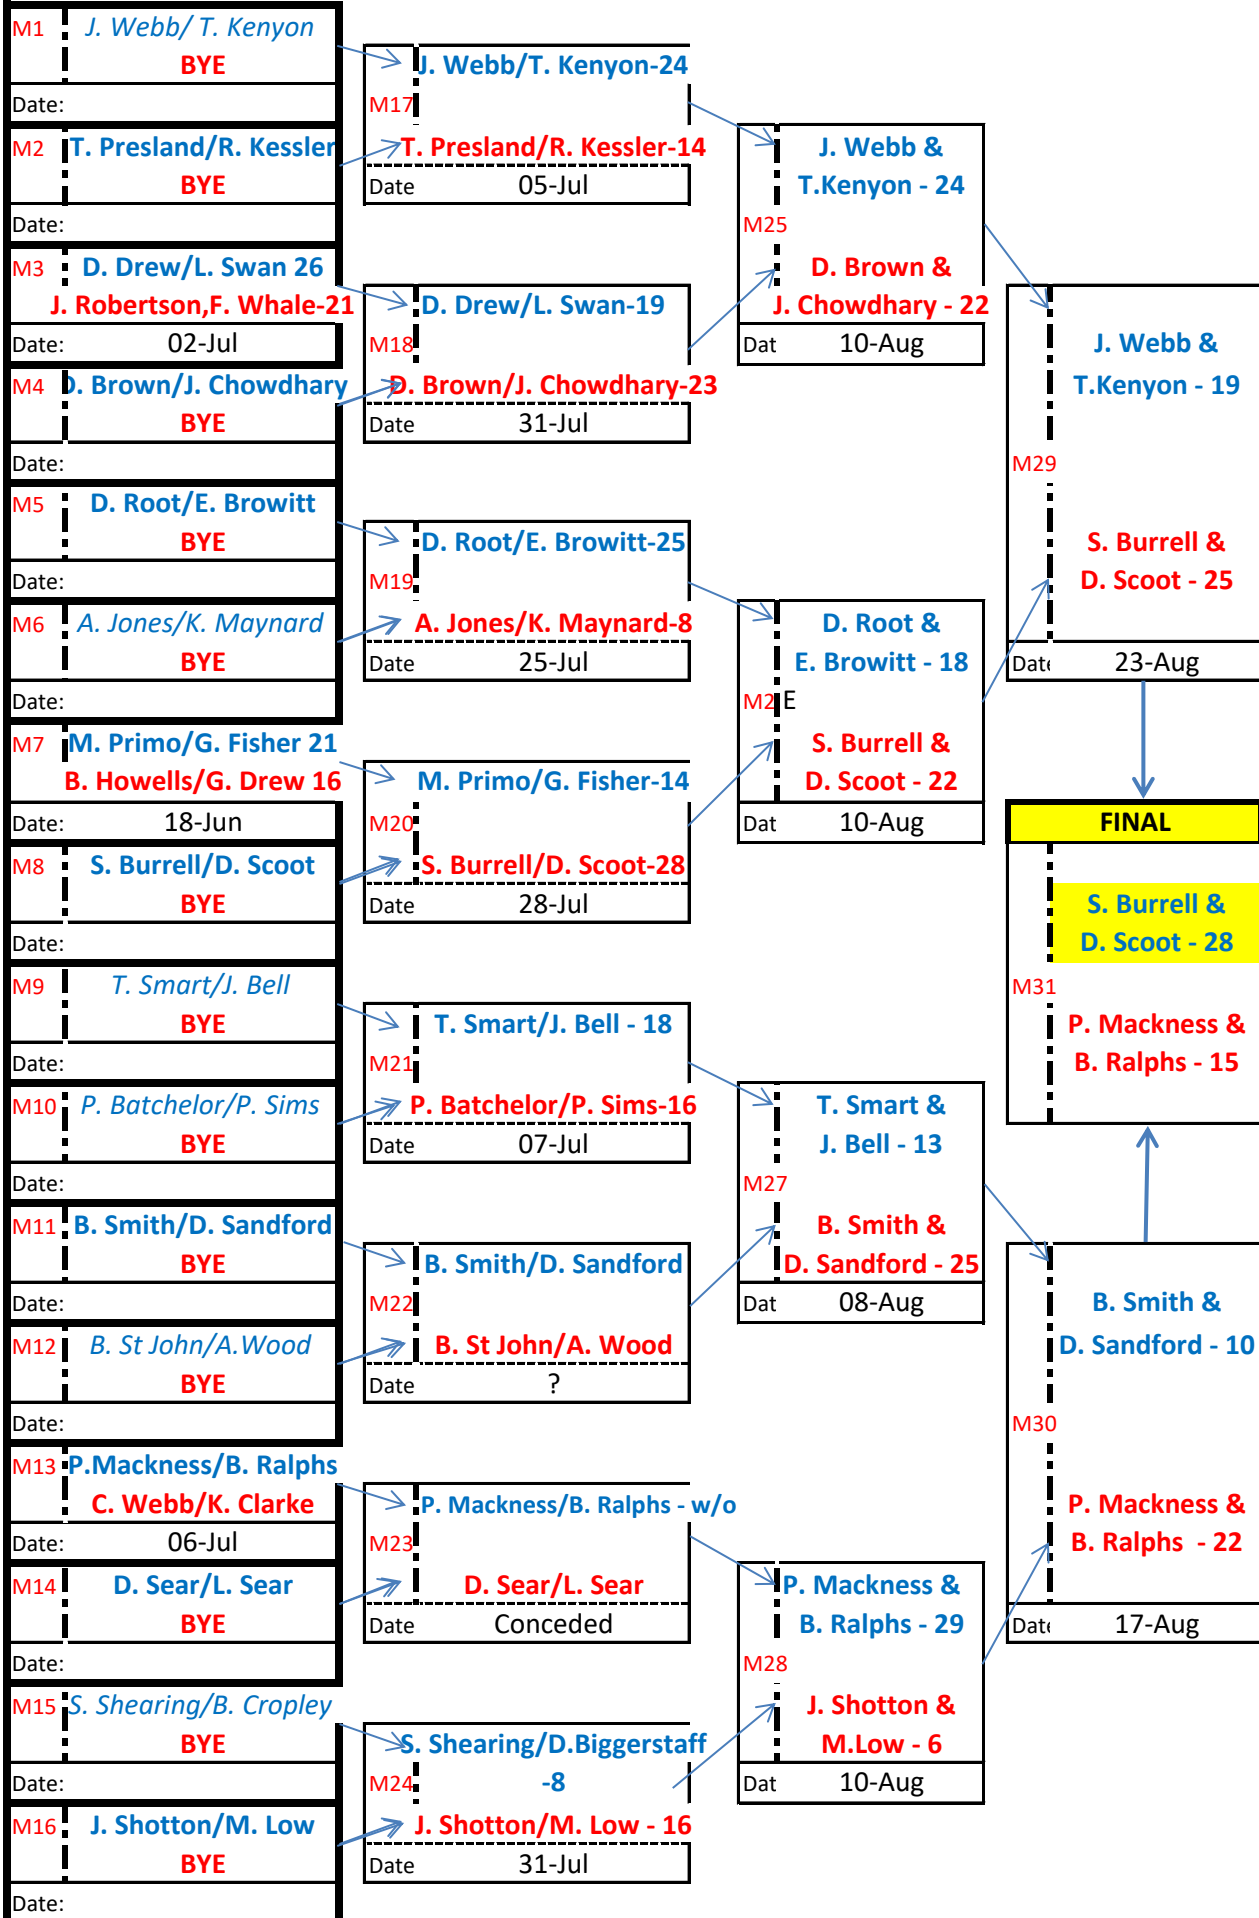 M1 J. Webb/ T. Kenyon
BYE
Date:
M2 T. Presland/R. Kessler
BYE
Date:
M3 D. Drew/L. Swan 26
J. Robertson,F. Whale-21
Date: 02-Jul
M4 D. Brown/J. Chowdhary
BYE
Date:
M5 D. Root/E. Browitt
BYE
Date:
M6 A. Jones/K. Maynard
BYE
Date:
M7 M. Primo/G. Fisher 21
B. Howells/G. Drew 16
Date: 18-Jun
M8 S. Burrell/D. Scoot
BYE
Date:
M9 T. Smart/J. Bell
BYE
Date:
M10 P. Batchelor/P. Sims
BYE
Date:
M11 B. Smith/D. Sandford
BYE
Date:
M12 B. St John/A.Wood
BYE
Date:
M13 P.Mackness/B. Ralphs
C. Webb/K. Clarke
Date: 06-Jul
M14 D. Sear/L. Sear
BYE
Date:
M15 S. Shearing/B. Cropley
BYE
Date:
M16 J. Shotton/M. Low
BYE
Date:
J. Webb/T. Kenyon-24
M17
T. Presland/R. Kessler-14
Date 05-Jul
D. Drew/L. Swan-19
M18
D. Brown/J. Chowdhary-23
Date 31-Jul
D. Root/E. Browitt-25
M19
A. Jones/K. Maynard-8
Date 25-Jul
M. Primo/G. Fisher-14
M20
S. Burrell/D. Scoot-28
Date 28-Jul
T. Smart/J. Bell - 18
M21
P. Batchelor/P. Sims-16
Date 07-Jul
B. Smith/D. Sandford
M22
B. St John/A. Wood
Date ?
P. Mackness/B. Ralphs - w/o
M23
D. Sear/L. Sear
Date Conceded
S. Shearing/D.Biggerstaff
-8
M24
J. Shotton/M. Low - 16
Date 31-Jul
J. Webb &
T.Kenyon - 24
M25
D. Brown &
J. Chowdhary - 22
Dat 10-Aug
D. Root &
E. Browitt - 18
M2 E
S. Burrell &
D. Scoot - 22
Dat 10-Aug
T. Smart &
J. Bell - 13
M27
B. Smith &
D. Sandford - 25
Dat 08-Aug
P. Mackness &
B. Ralphs - 29
M28
J. Shotton &
M.Low - 6
Dat 10-Aug
J. Webb &
T.Kenyon - 19
M29
S. Burrell &
D. Scoot - 25
Date 23-Aug
FINAL
S. Burrell &
D. Scoot - 28
M31
P. Mackness &
B. Ralphs - 15
B. Smith &
D. Sandford - 10
M30
P. Mackness &
B. Ralphs - 22
Date 17-Aug